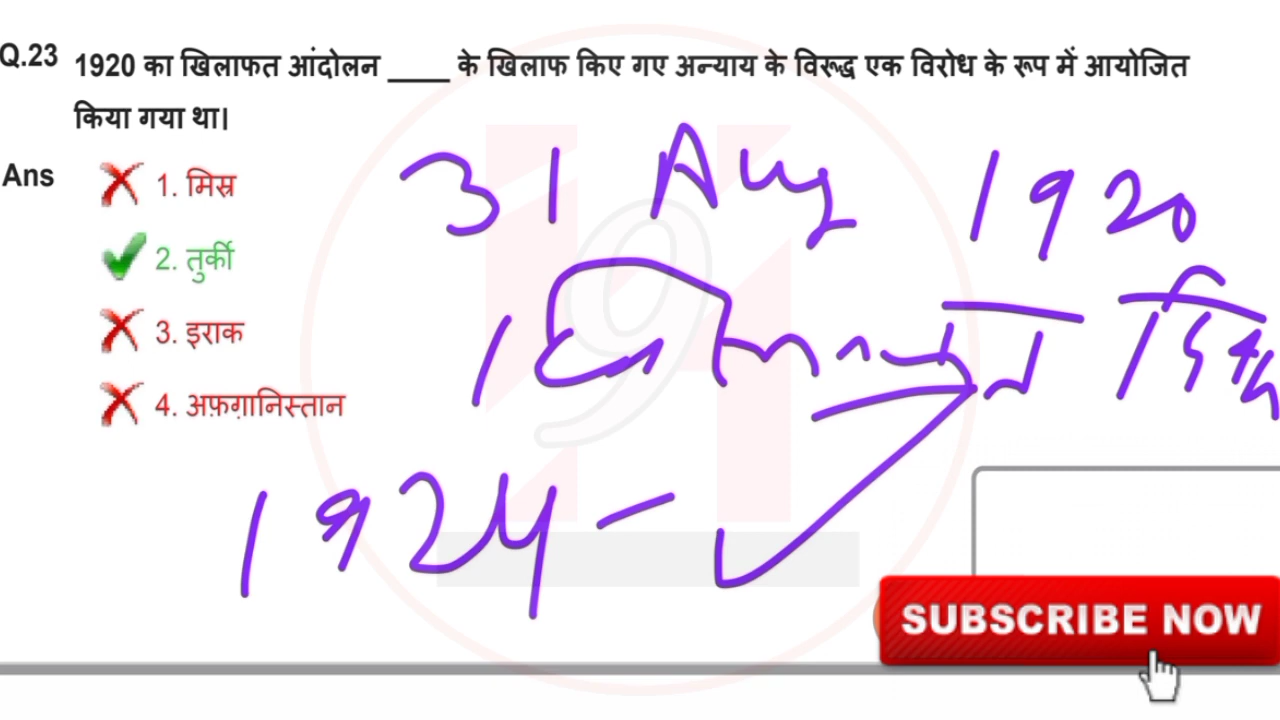 Q.23 1920 का खिलाफत आंदोलन ____ के खिलाफ किए गए अन्याय के विरूद्ध एक विरोध के रूप में आयोजित
किया गया था।
Ans 1. मिस्र
2. तुर्की
3. इराक
4. अफ़ग़ानिस्तान
31 Aug 1920
1924 -
SUBSCRIBE NOW